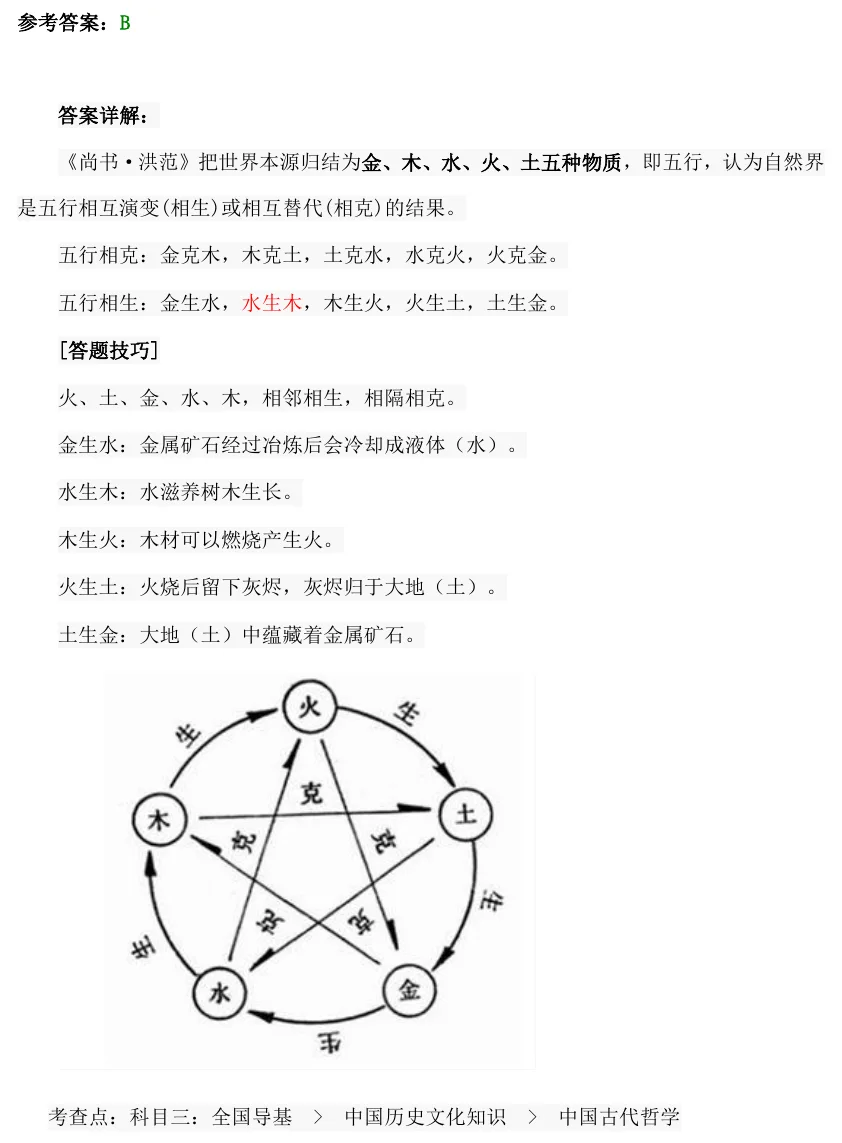 参考答案：B
答案详解：
《尚书·洪范》把世界本源归结为金、木、水、火、土五种物质，即五行，认为自然界
是五行相互演变(相生)或相互替代(相克)的结果。
五行相克：金克木，木克土，土克水，水克火，火克金。
五行相生：金生水，水生木，木生火，火生土，土生金。
[答题技巧]
火、土、金、水、木，相邻相生，相隔相克。
金生水：金属矿石经过冶炼后会冷却成液体（水）。
水生木：水滋养树木生长。
木生火：木材可以燃烧产生火。
火生土：火烧后留下灰烬，灰烬归于大地（土）。
土生金：大地（土）中蕴藏着金属矿石。
火
生
生
克
木
土
克
克
生
克
克
生
水
金
生
考查点：科目三：全国导基 > 中国历史文化知识 > 中国古代哲学